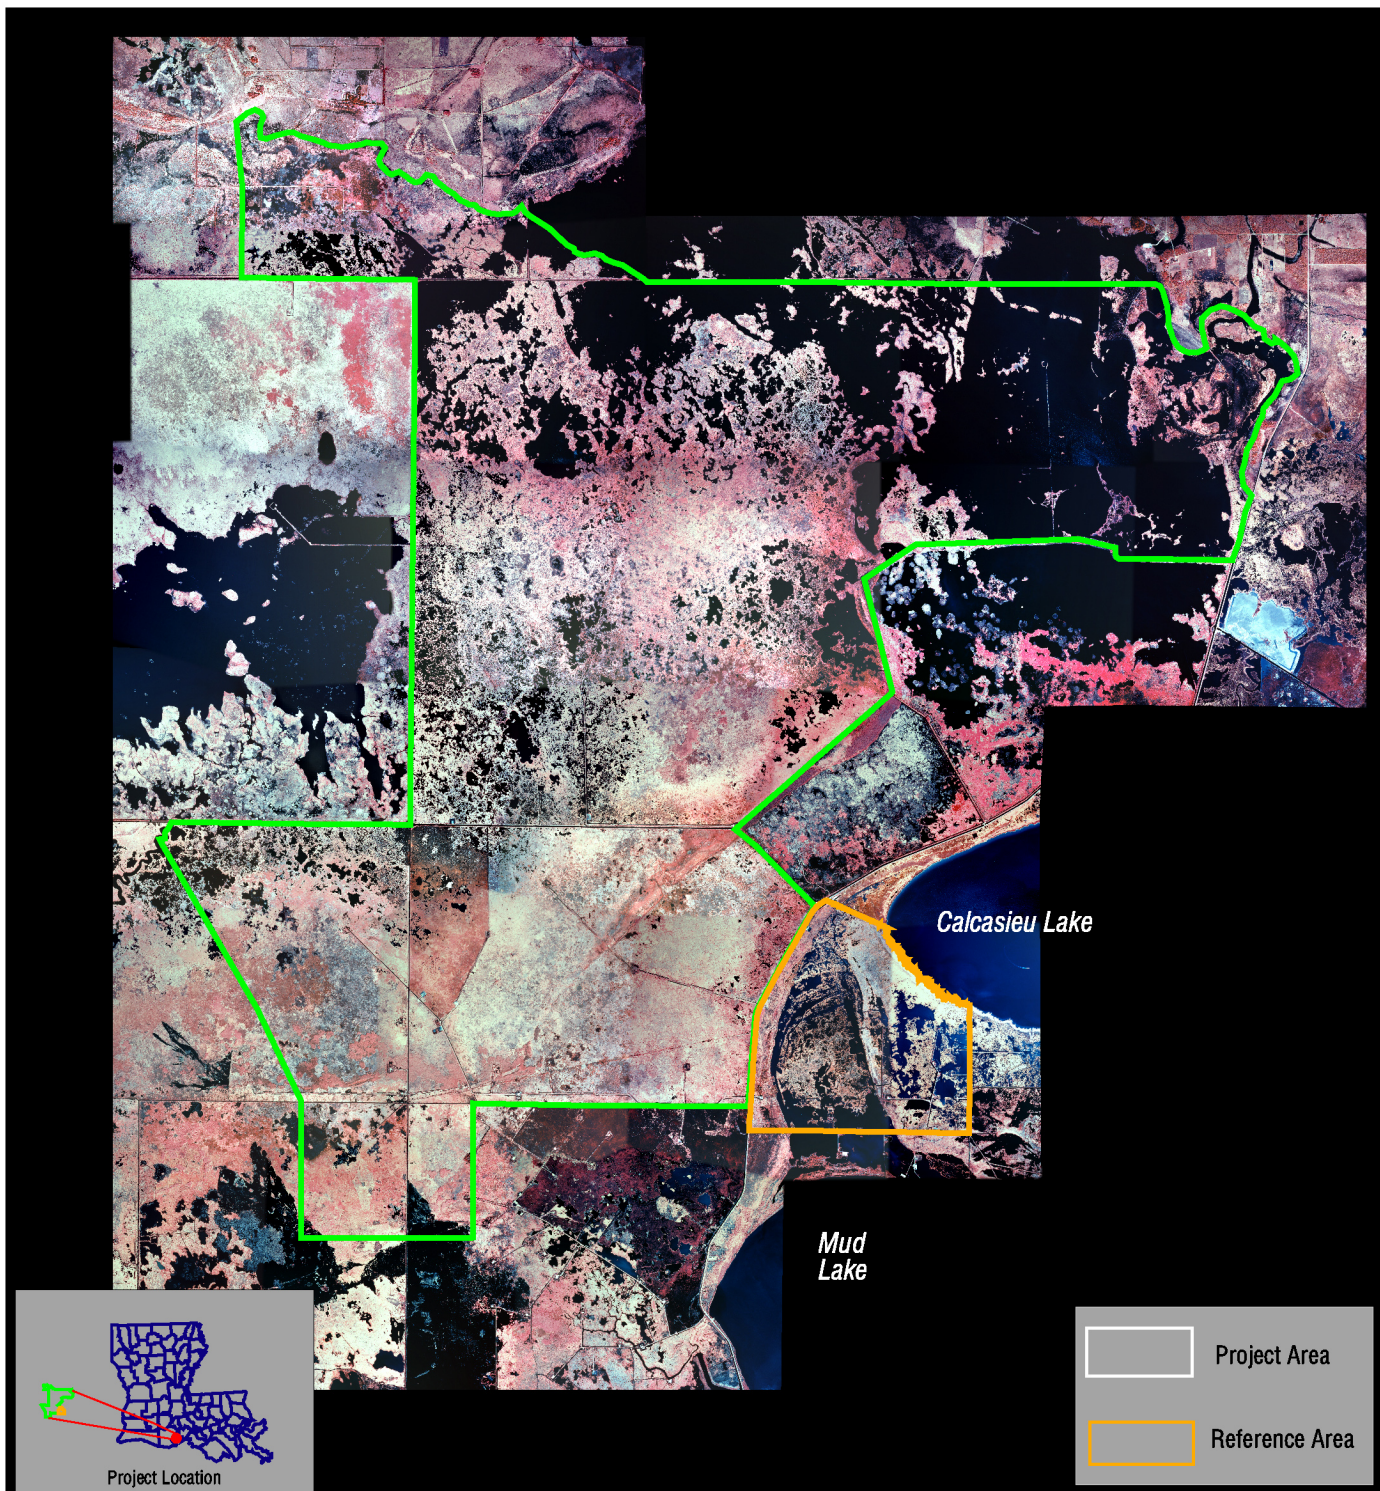 Calcasieu Lake
Mud
Lake
Project Area
Reference Area
Project Location